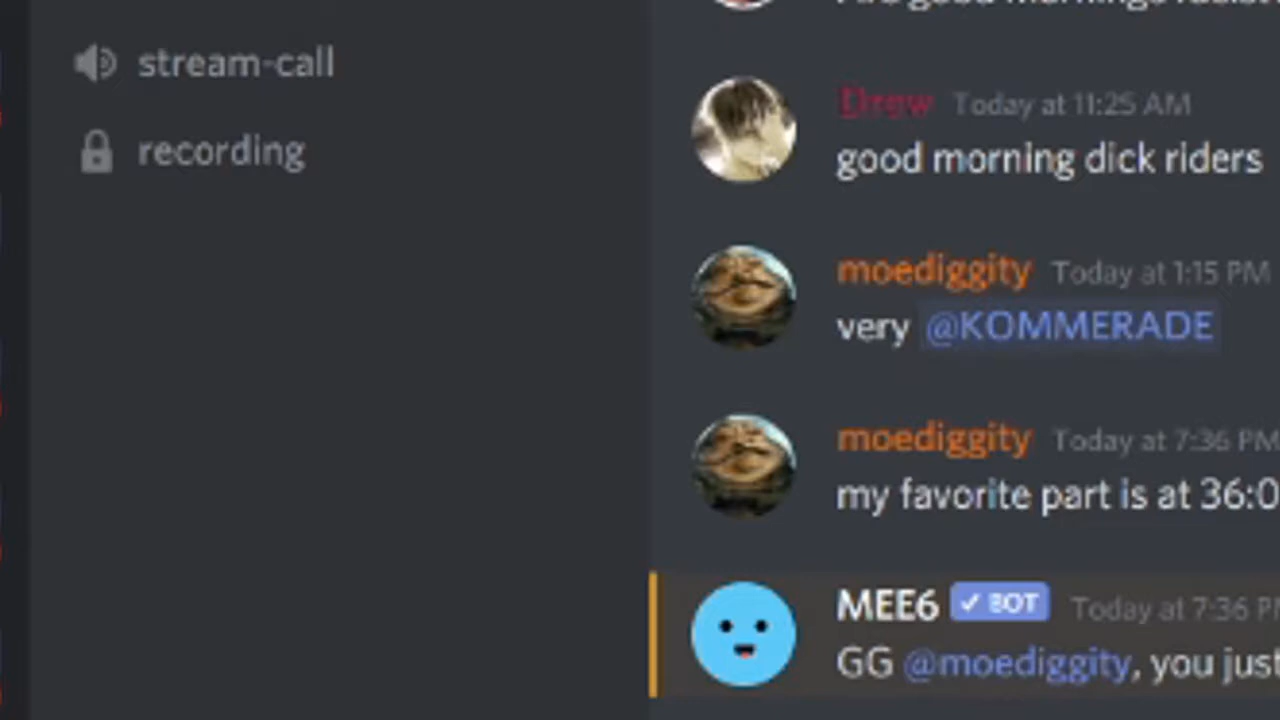 stream-call
recording
Drew Today at 11:25 AM
good morning dick riders
moediggity Today at 1:15 PM
very @KOMMERADE
moediggity Today at 7:36 PM
my favorite part is at 36:0
MEE6 ✓ BOT Today at 7:36 P
GG @moediggity, you just